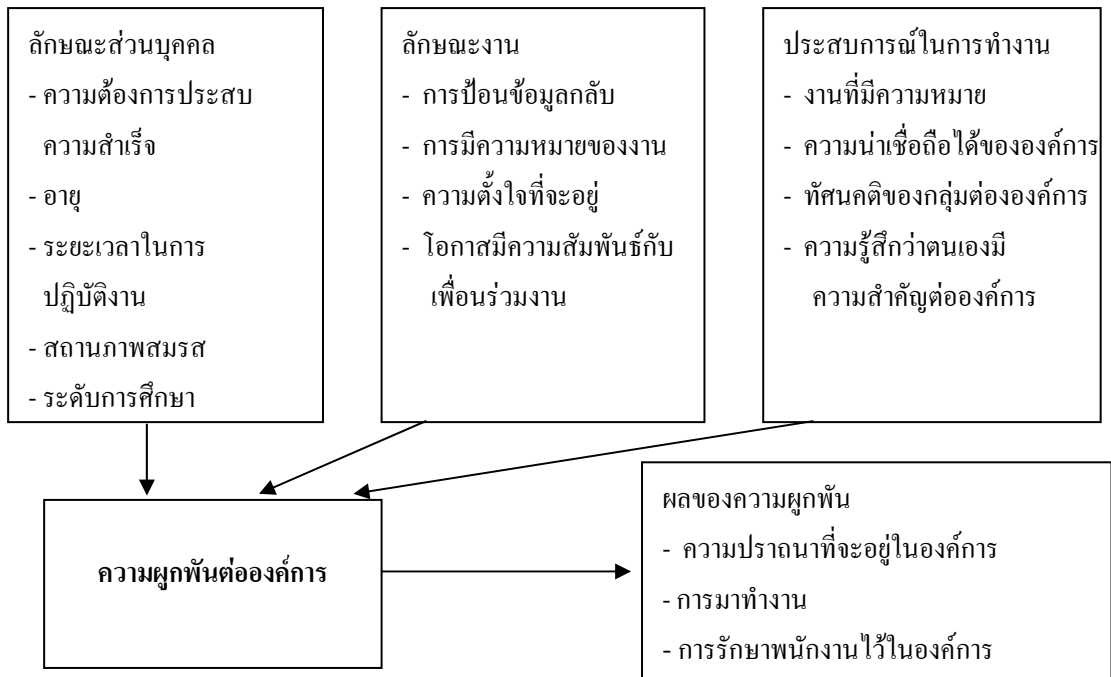 ลักษณะส่วนบุคคล
- ความต้องการประสบ
ความสำเร็จ
- อายุ
- ระยะเวลาในการ
ปฏิบัติงาน
- สถานภาพสมรส
- ระดับการศึกษา
ลักษณะงาน
- การป้อนข้อมูลกลับ
- การมีความหมายของงาน
- ความตั้งใจที่จะอยู่
- โอกาสมีความสัมพันธ์กับ
เพื่อนร่วมงาน
ประสบการณ์ในการทำงาน
- งานที่มีความหมาย
- ความน่าเชื่อถือได้ขององค์การ
- ทัศนคติของกลุ่มต่อองค์การ
- ความรู้สึกว่าตนเองมี
ความสำคัญต่อองค์การ
ความผูกพันต่อองค์การ
ผลของความผูกพัน
- ความปราถนาที่จะอยู่ในองค์การ
- การมาทำงาน
- การรักษาพนักงานไว้ในองค์การ